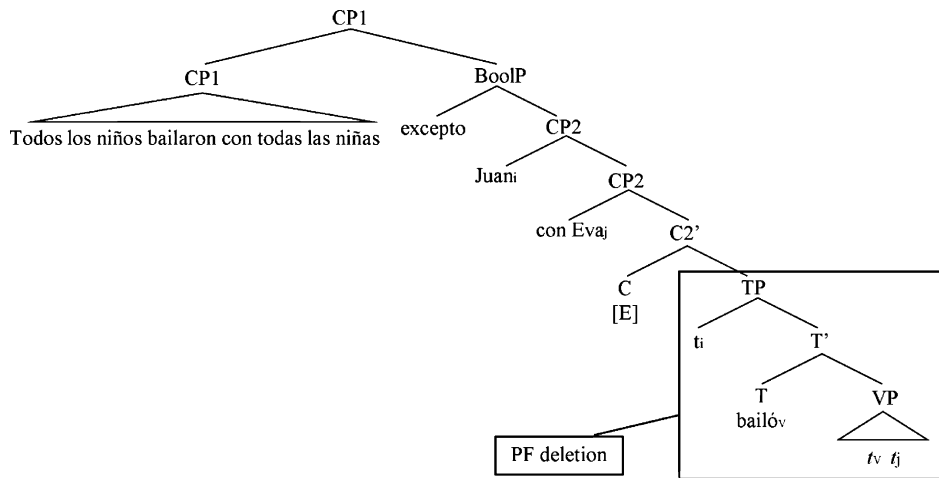 CP1
CP1 BoolP
Todos los niños bailaron con todas las niñas excepto CP2
Juani CP2
con Evaj C2’
C TP
[E]
ti T’
T VP
bailóv
PF deletion
tv tj